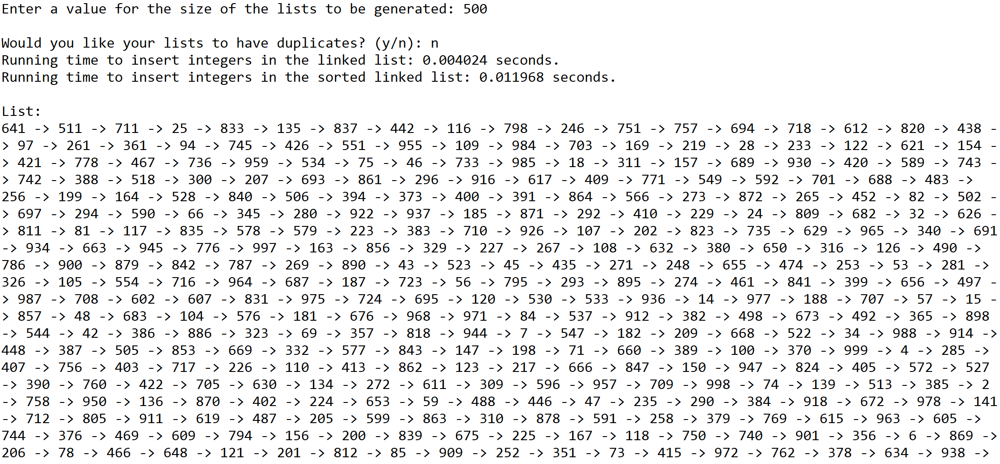 Enter a value for the size of the lists to be generated: 500
Would you like your lists to have duplicates? (y/n): n
Running time to insert integers in the linked list: 0.004024 seconds.
Running time to insert integers in the sorted linked list: 0.011968 seconds.
List:
641 -> 511 -> 711 -> 25 -> 833 -> 135 -> 837 -> 442 -> 116 -> 798 -> 246 -> 751 -> 757 -> 694 -> 718 -> 612 -> 820 -> 438 -
> 97 -> 261 -> 361 -> 94 -> 745 -> 426 -> 551 -> 955 -> 109 -> 984 -> 703 -> 169 -> 219 -> 28 -> 233 -> 122 -> 621 -> 154 -
> 421 -> 778 -> 467 -> 736 -> 959 -> 534 -> 75 -> 46 -> 733 -> 985 -> 18 -> 311 -> 157 -> 689 -> 930 -> 420 -> 589 -> 743 -
> 742 -> 388 -> 518 -> 300 -> 207 -> 693 -> 861 -> 296 -> 916 -> 617 -> 409 -> 771 -> 549 -> 592 -> 701 -> 688 -> 483 ->
256 -> 199 -> 164 -> 528 -> 840 -> 506 -> 394 -> 373 -> 400 -> 391 -> 864 -> 566 -> 273 -> 872 -> 265 -> 452 -> 82 -> 502 -
> 697 -> 294 -> 590 -> 66 -> 345 -> 280 -> 922 -> 937 -> 185 -> 871 -> 292 -> 410 -> 229 -> 24 -> 809 -> 682 -> 32 -> 626 -
> 811 -> 81 -> 117 -> 835 -> 578 -> 579 -> 223 -> 383 -> 710 -> 926 -> 107 -> 202 -> 823 -> 735 -> 629 -> 965 -> 340 -> 691
-> 934 -> 663 -> 945 -> 776 -> 997 -> 163 -> 856 -> 329 -> 227 -> 267 -> 108 -> 632 -> 380 -> 650 -> 316 -> 126 -> 490 ->
786 -> 900 -> 879 -> 842 -> 787 -> 269 -> 890 -> 43 -> 523 -> 45 -> 435 -> 271 -> 248 -> 655 -> 474 -> 253 -> 53 -> 281 ->
326 -> 105 -> 554 -> 716 -> 964 -> 687 -> 187 -> 723 -> 56 -> 795 -> 293 -> 895 -> 274 -> 461 -> 841 -> 399 -> 656 -> 497 -
> 987 -> 708 -> 602 -> 607 -> 831 -> 975 -> 724 -> 695 -> 120 -> 530 -> 533 -> 936 -> 14 -> 977 -> 188 -> 707 -> 57 -> 15 -
> 857 -> 48 -> 683 -> 104 -> 576 -> 181 -> 676 -> 968 -> 971 -> 84 -> 537 -> 912 -> 382 -> 498 -> 673 -> 492 -> 365 -> 898
-> 544 -> 42 -> 386 -> 886 -> 323 -> 69 -> 357 -> 818 -> 944 -> 7 -> 547 -> 182 -> 209 -> 668 -> 522 -> 34 -> 988 -> 914 ->
448 -> 387 -> 505 -> 853 -> 669 -> 332 -> 577 -> 843 -> 147 -> 198 -> 71 -> 660 -> 389 -> 100 -> 370 -> 999 -> 4 -> 285 ->
407 -> 756 -> 403 -> 717 -> 226 -> 110 -> 413 -> 862 -> 123 -> 217 -> 666 -> 847 -> 150 -> 947 -> 824 -> 405 -> 572 -> 527
-> 390 -> 760 -> 422 -> 705 -> 630 -> 134 -> 272 -> 611 -> 309 -> 596 -> 957 -> 709 -> 998 -> 74 -> 139 -> 513 -> 385 -> 2
-> 758 -> 950 -> 136 -> 870 -> 402 -> 224 -> 653 -> 59 -> 488 -> 446 -> 47 -> 235 -> 290 -> 384 -> 918 -> 672 -> 978 -> 141
-> 712 -> 805 -> 911 -> 619 -> 487 -> 205 -> 599 -> 863 -> 310 -> 878 -> 591 -> 258 -> 379 -> 769 -> 615 -> 963 -> 605 ->
744 -> 376 -> 469 -> 609 -> 794 -> 156 -> 200 -> 839 -> 675 -> 225 -> 167 -> 118 -> 750 -> 740 -> 901 -> 356 -> 6 -> 869 ->
206 -> 78 -> 466 -> 648 -> 121 -> 201 -> 812 -> 85 -> 909 -> 252 -> 351 -> 73 -> 415 -> 972 -> 762 -> 378 -> 634 -> 938 ->